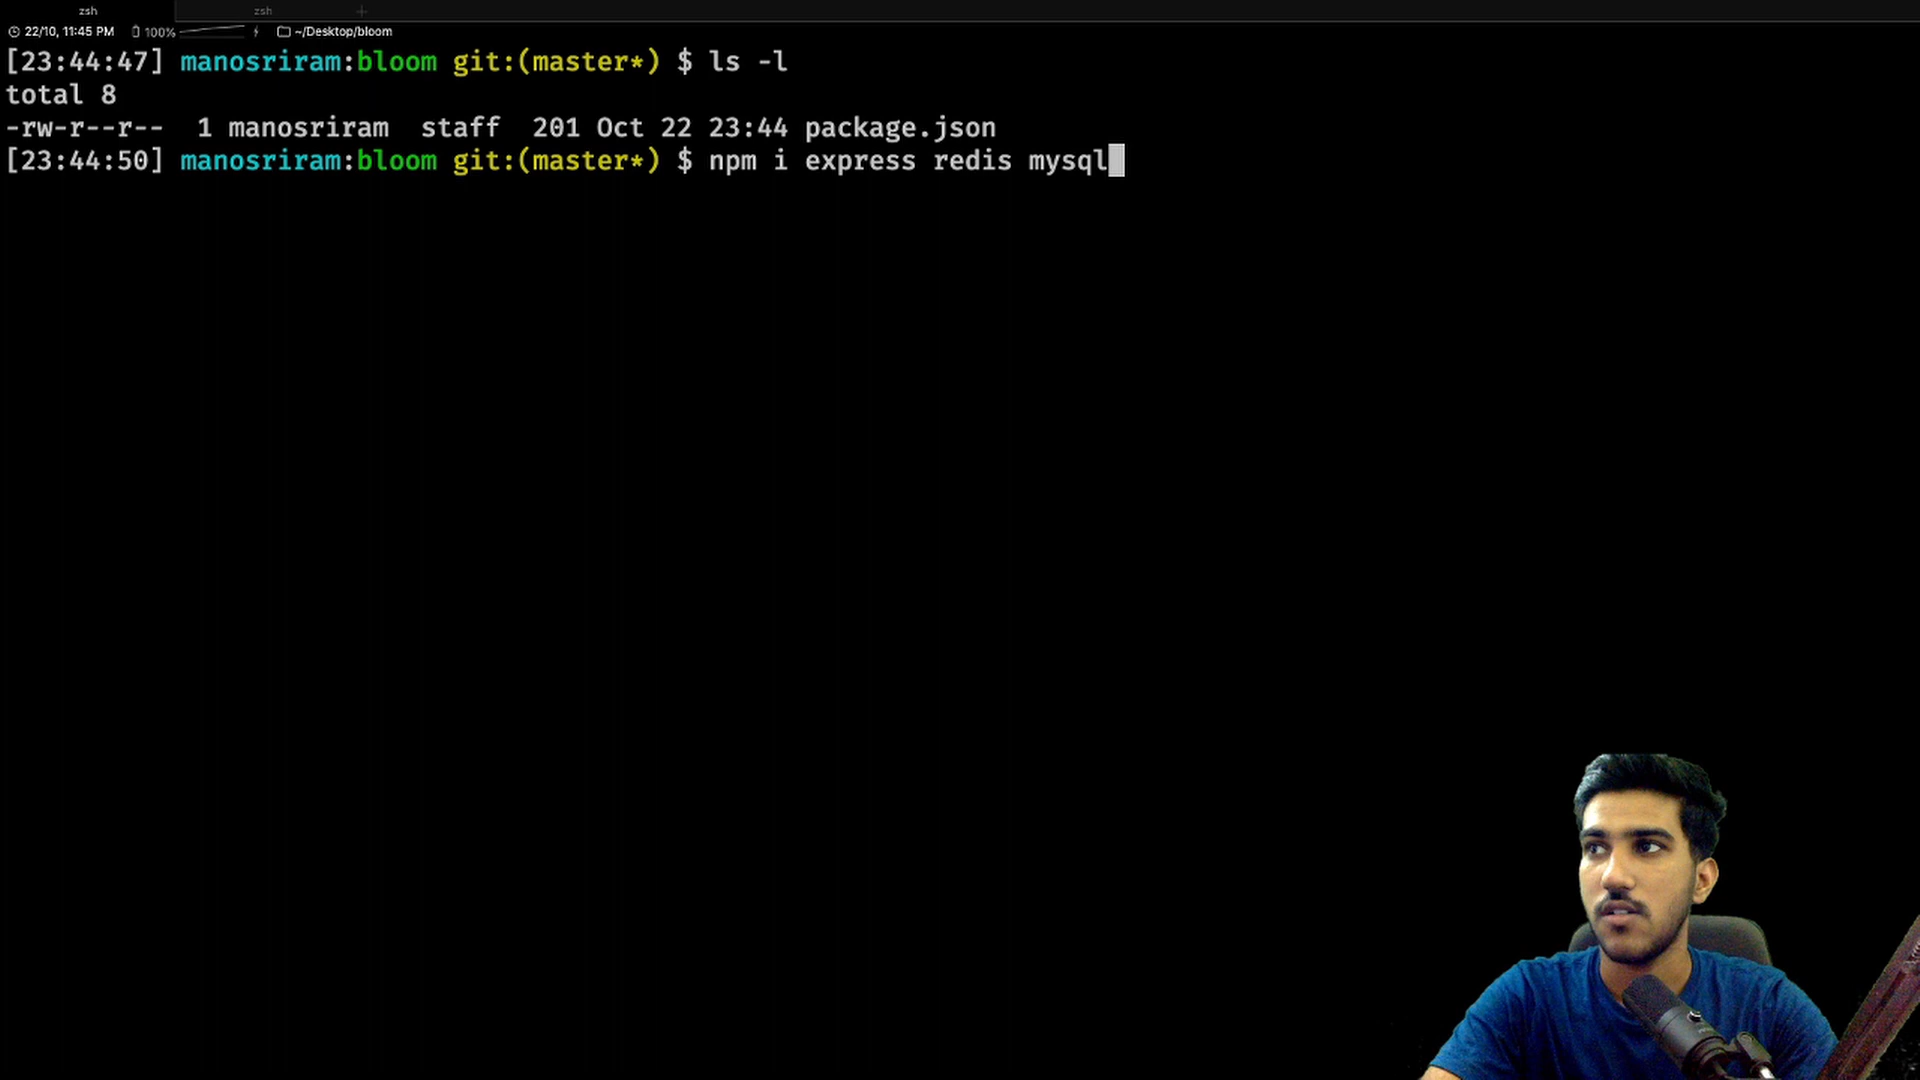 zsh zsh +
22/10, 11:45 PM 100% ~/Desktop/bloom
[23:44:47] manosriram:bloom git:(master*) $ ls -l
total 8
-rw-r--r-- 1 manosriram staff 201 Oct 22 23:44 package.json
[23:44:50] manosriram:bloom git:(master*) $ npm i express redis mysql